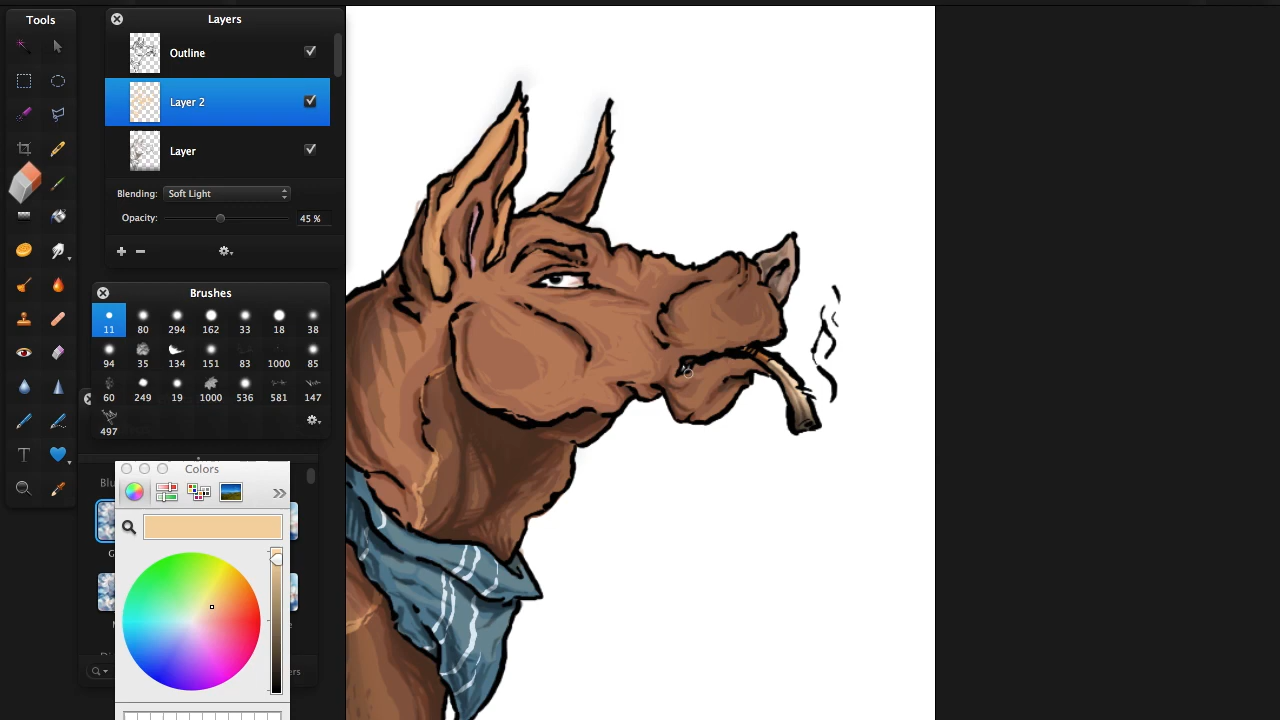 Tools
Layers
Outline
Layer 2
Layer
Blending: Soft Light
Opacity: 45 %
Brushes
11 80 294 162 33 18 38
94 35 134 151 83 1000 85
60 249 19 1000 536 581 147
497
T
Blu
Colors